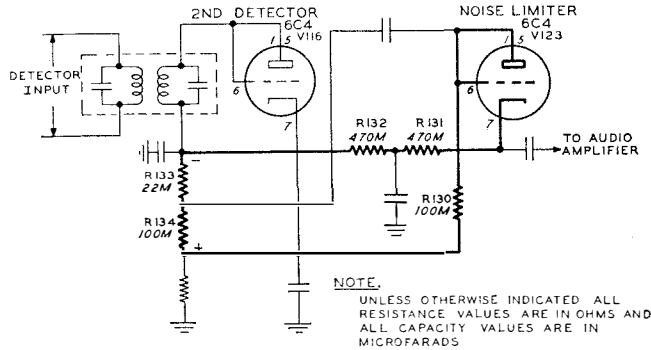 2ND DETECTOR
6C4
V116
1 5
6
7
DETECTOR
INPUT
NOISE LIMITER
6C4
V123
1 5
6
7
R132
470M
R131
470M
TO AUDIO
AMPLIFIER
-
R133
22M
R134
100M
+
R130
100M
NOTE.
UNLESS OTHERWISE INDICATED ALL
RESISTANCE VALUES ARE IN OHMS AND
ALL CAPACITY VALUES ARE IN
MICROFARADS